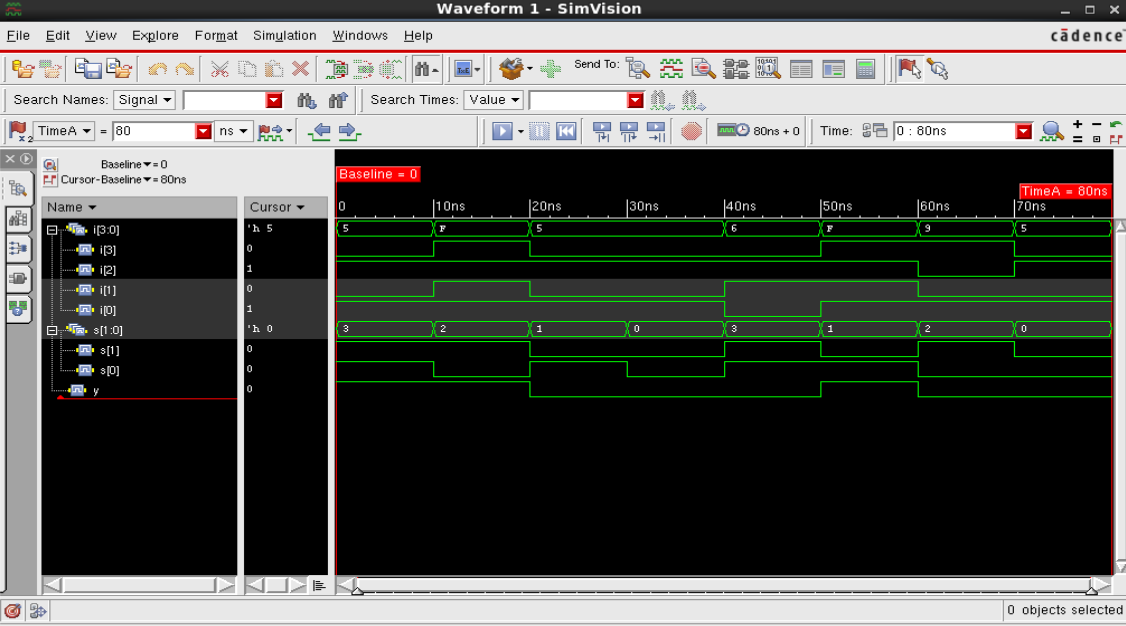 Waveform 1 - SimVision
File Edit View Explore Format Simulation Windows Help
cādence
Send To:
Search Names: Signal
Search Times: Value
TimeA = 80 ns
80ns + 0
Time: 0 : 80ns
Baseline = 0
Cursor-Baseline = 80ns
Baseline = 0
TimeA = 80ns
Name Cursor
0 10ns 20ns 30ns 40ns 50ns 60ns 70ns
i[3:0] 'h 5 5 F 5 6 F 9 5
i[3] 0
i[2] 1
i[1] 0
i[0] 1
s[1:0] 'h 0 3 2 1 0 3 1 2 0
s[1] 0
s[0] 0
y 0
0 objects selected